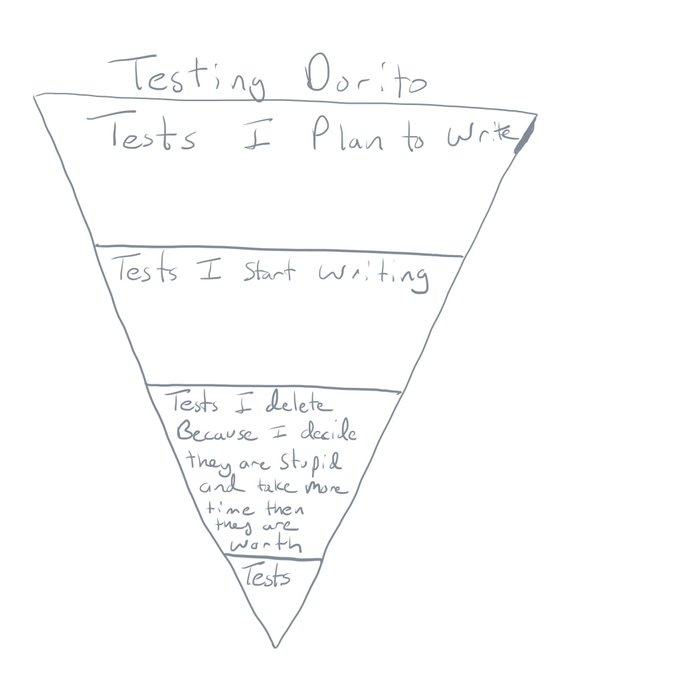 Testing Dorito
Tests I Plan to Write
Tests I Start Writing
Tests I delete
Because I decide
they are stupid
and take more
time then
they are
worth
Tests